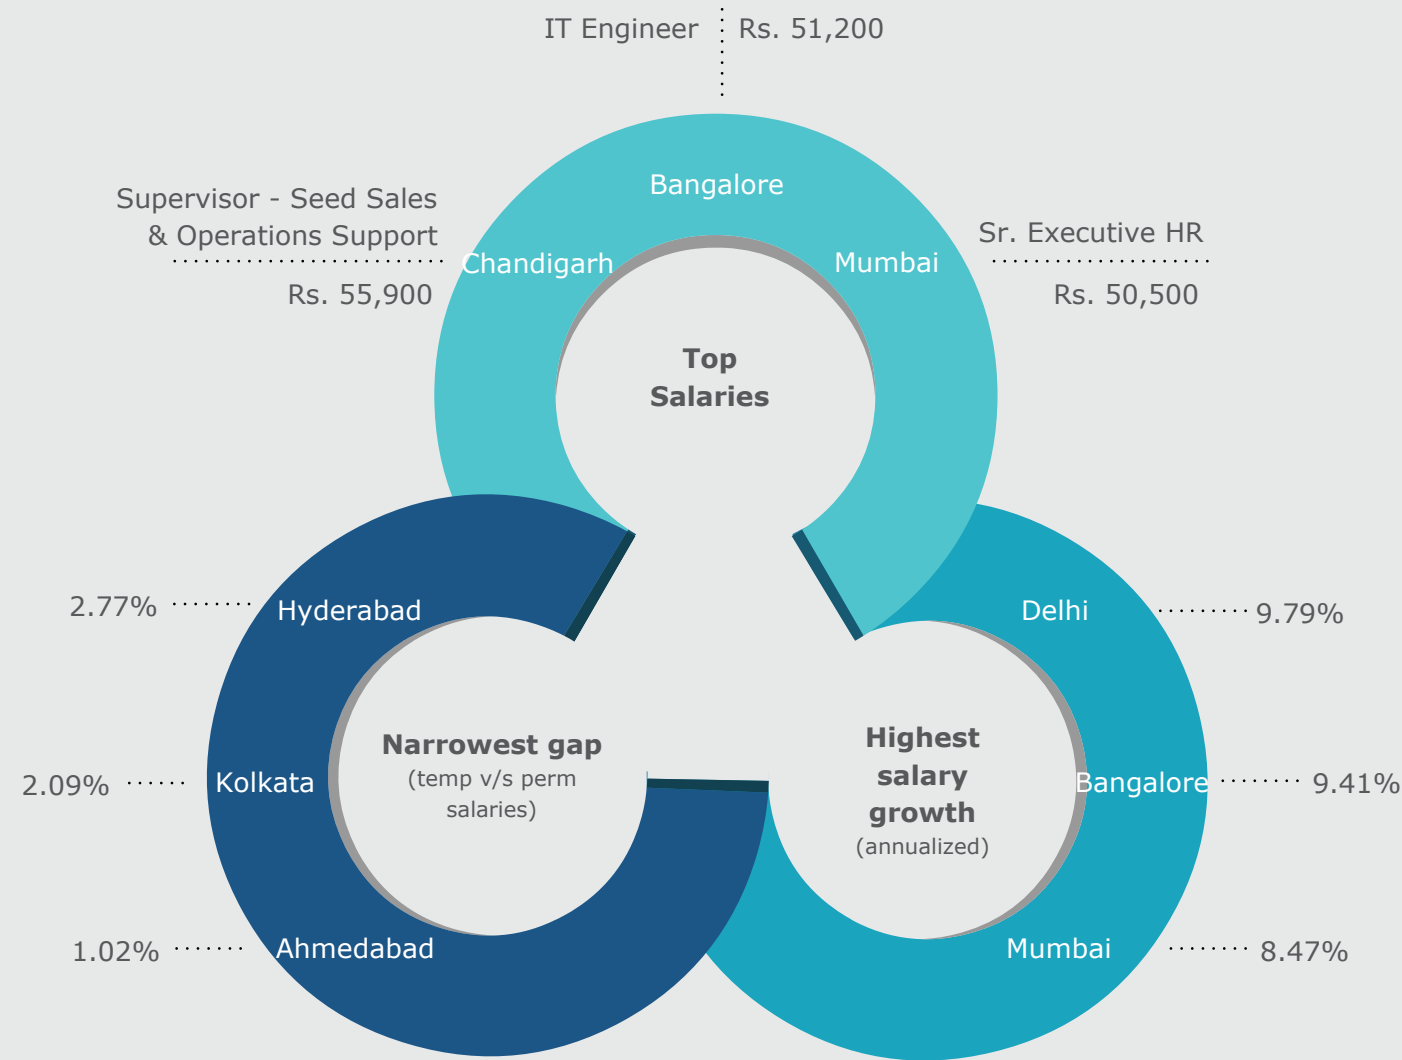 IT Engineer
Rs. 51,200
Bangalore
Supervisor - Seed Sales
& Operations Support
Rs. 55,900
Chandigarh
Mumbai
Sr. Executive HR
Rs. 50,500
Top
Salaries
2.77%
Hyderabad
2.09%
Kolkata
1.02%
Ahmedabad
Narrowest gap
(temp v/s perm
salaries)
Highest
salary
growth
(annualized)
Delhi
9.79%
Bangalore
9.41%
Mumbai
8.47%